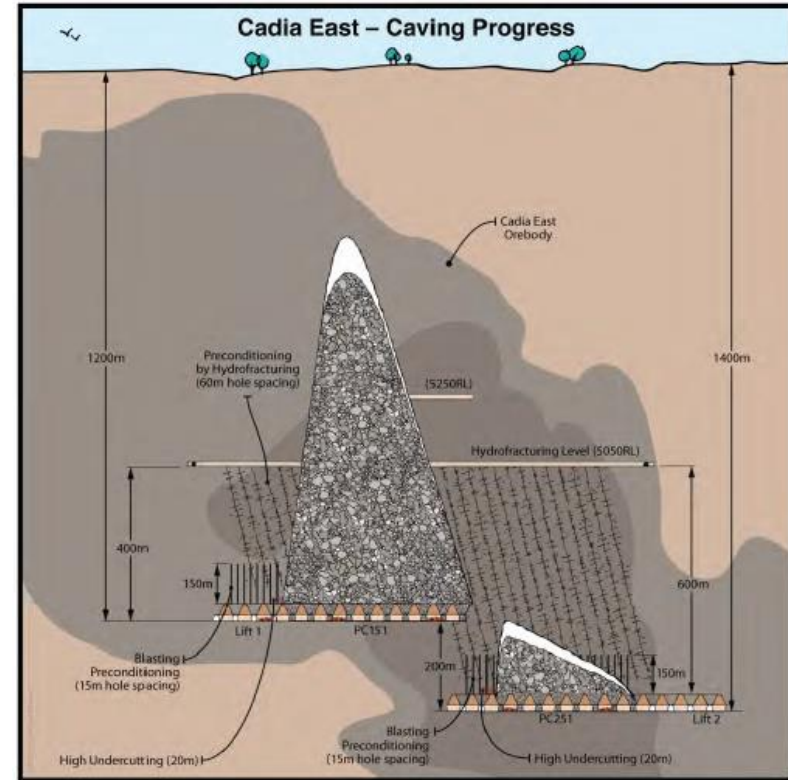 Cadia East – Caving Progress
Cadia East
Orebody
1200m
1400m
Preconditioning
by Hydrofracturing
(60m hole spacing)
(5250RL)
Hydrofracturing Level (5050RL)
400m
600m
150m
Lift 1
PC1S1
200m
150m
Blasting
Preconditioning
(15m hole spacing)
PC2S1
Lift 2
Blasting
Preconditioning
(15m hole spacing)
High Undercutting (20m)
High Undercutting (20m)